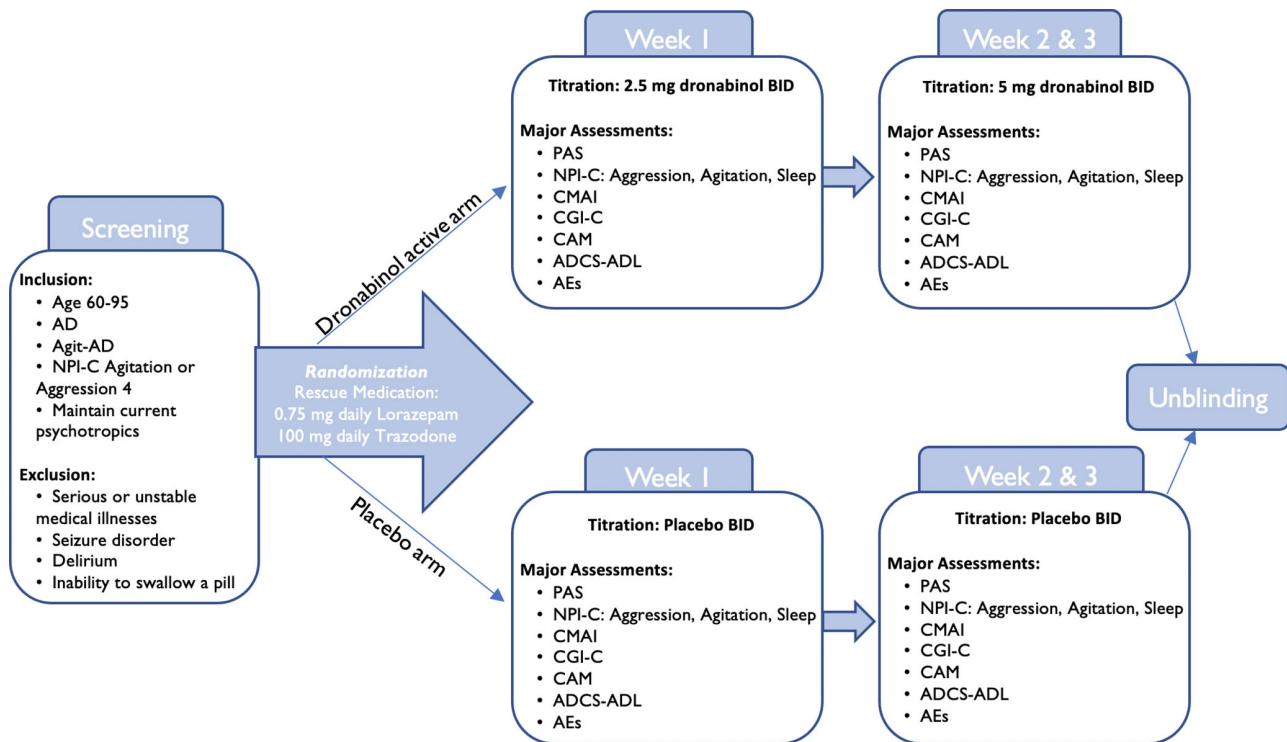 Screening
Inclusion:
• Age 60-95
• AD
• Agit-AD
• NPI-C Agitation or
Aggression 4
• Maintain current
psychotropics
Exclusion:
• Serious or unstable
medical illnesses
• Seizure disorder
• Delirium
• Inability to swallow a pill
Randomization
Rescue Medication:
0.75 mg daily Lorazepam
100 mg daily Trazodone
Dronabinol active arm
Week 1
Titration: 2.5 mg dronabinol BID
Major Assessments:
• PAS
• NPI-C: Aggression, Agitation, Sleep
• CMAI
• CGI-C
• CAM
• ADCS-ADL
• AEs
Week 2 & 3
Titration: 5 mg dronabinol BID
Major Assessments:
• PAS
• NPI-C: Aggression, Agitation, Sleep
• CMAI
• CGI-C
• CAM
• ADCS-ADL
• AEs
Placebo arm
Week 1
Titration: Placebo BID
Major Assessments:
• PAS
• NPI-C: Aggression, Agitation, Sleep
• CMAI
• CGI-C
• CAM
• ADCS-ADL
• AEs
Week 2 & 3
Titration: Placebo BID
Major Assessments:
• PAS
• NPI-C: Aggression, Agitation, Sleep
• CMAI
• CGI-C
• CAM
• ADCS-ADL
• AEs
Unblinding